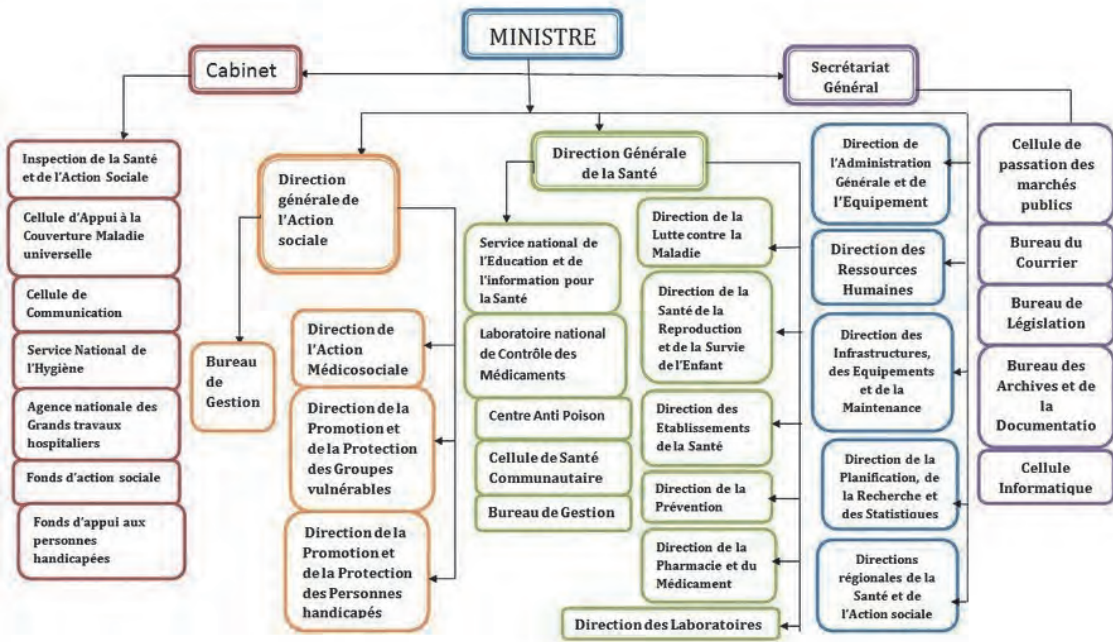 MINISTRE
Cabinet
Secrétariat
Général
Inspection de la Santé
et de l'Action Sociale
Cellule d'Appui à la
Couverture Maladie
universelle
Cellule de
Communication
Service National de
l'Hygiène
Agence nationale des
Grands travaux
hospitaliers
Fonds d'action sociale
Fonds d'appui aux
personnes
handicapées
Direction
générale de
l'Action
sociale
Bureau
de
Gestion
Direction de
l'Action
Médicosociale
Direction de la
Promotion et
de la Protection
des Groupes
vulnérables
Direction de la
Promotion et
de la Protection
des Personnes
handicapés
Direction Générale
de la Santé
Service national de
l'Education et de
l'information pour
la Santé
Laboratoire national
de Contrôle des
Médicaments
Centre Anti Poison
Cellule de Santé
Communautaire
Bureau de Gestion
Direction de la
Lutte contre la
Maladie
Direction de la
Santé de la
Reproduction
et de la Survie
de l'Enfant
Direction des
Etablissements
de la Santé
Direction de la
Prévention
Direction de la
Pharmacie et du
Médicament
Direction des Laboratoires
Direction de
l'Administration
Générale et de
l'Equipement
Direction des
Ressources
Humaines
Direction des
Infrastructures,
des Equipements
et de la
Maintenance
Direction de la
Planification, de
la Recherche et
des Statistiques
Directions
régionales de la
Santé et de
l'Action sociale
Cellule de
passation des
marchés
publics
Bureau du
Courrier
Bureau de
Législation
Bureau des
Archives et de
la
Documentatio
Cellule
Informatique